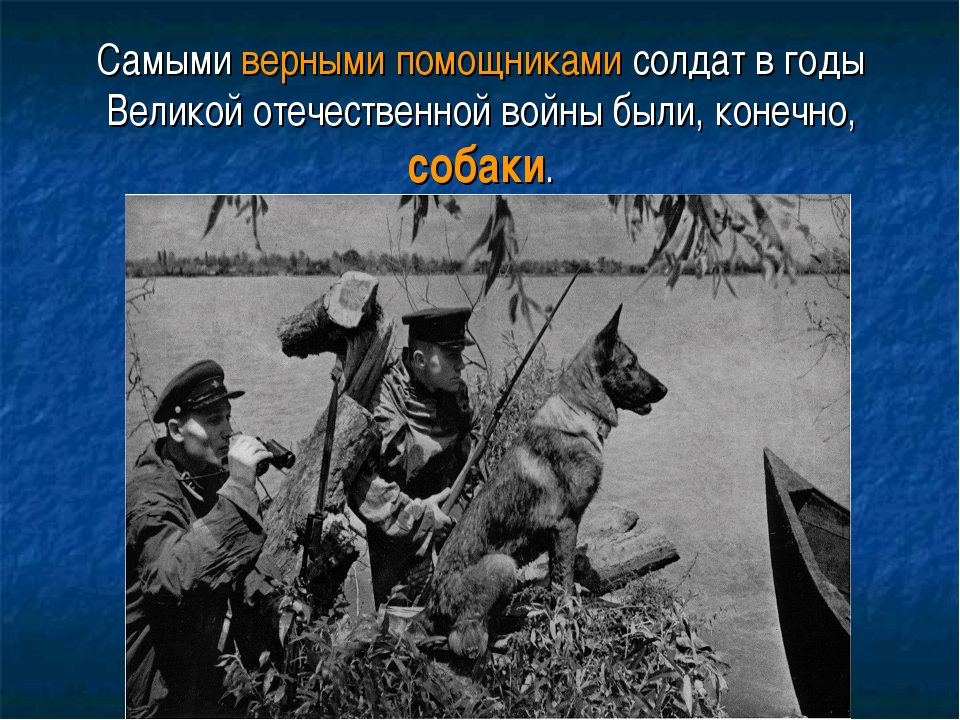 Самыми верными помощниками солдат в годы
Великой отечественной войны были, конечно,
собаки.